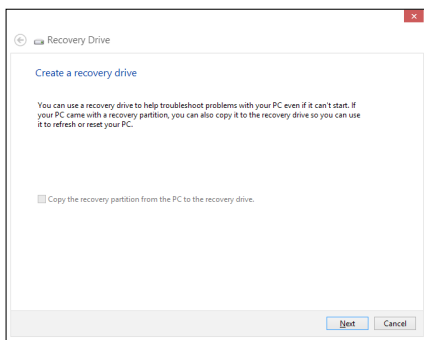 Recovery Drive
Create a recovery drive
You can use a recovery drive to help troubleshoot problems with your PC even if it can't start. If
your PC came with a recovery partition, you can also copy it to the recovery drive so you can use
it to refresh or reset your PC.
Copy the recovery partition from the PC to the recovery drive.
Next Cancel